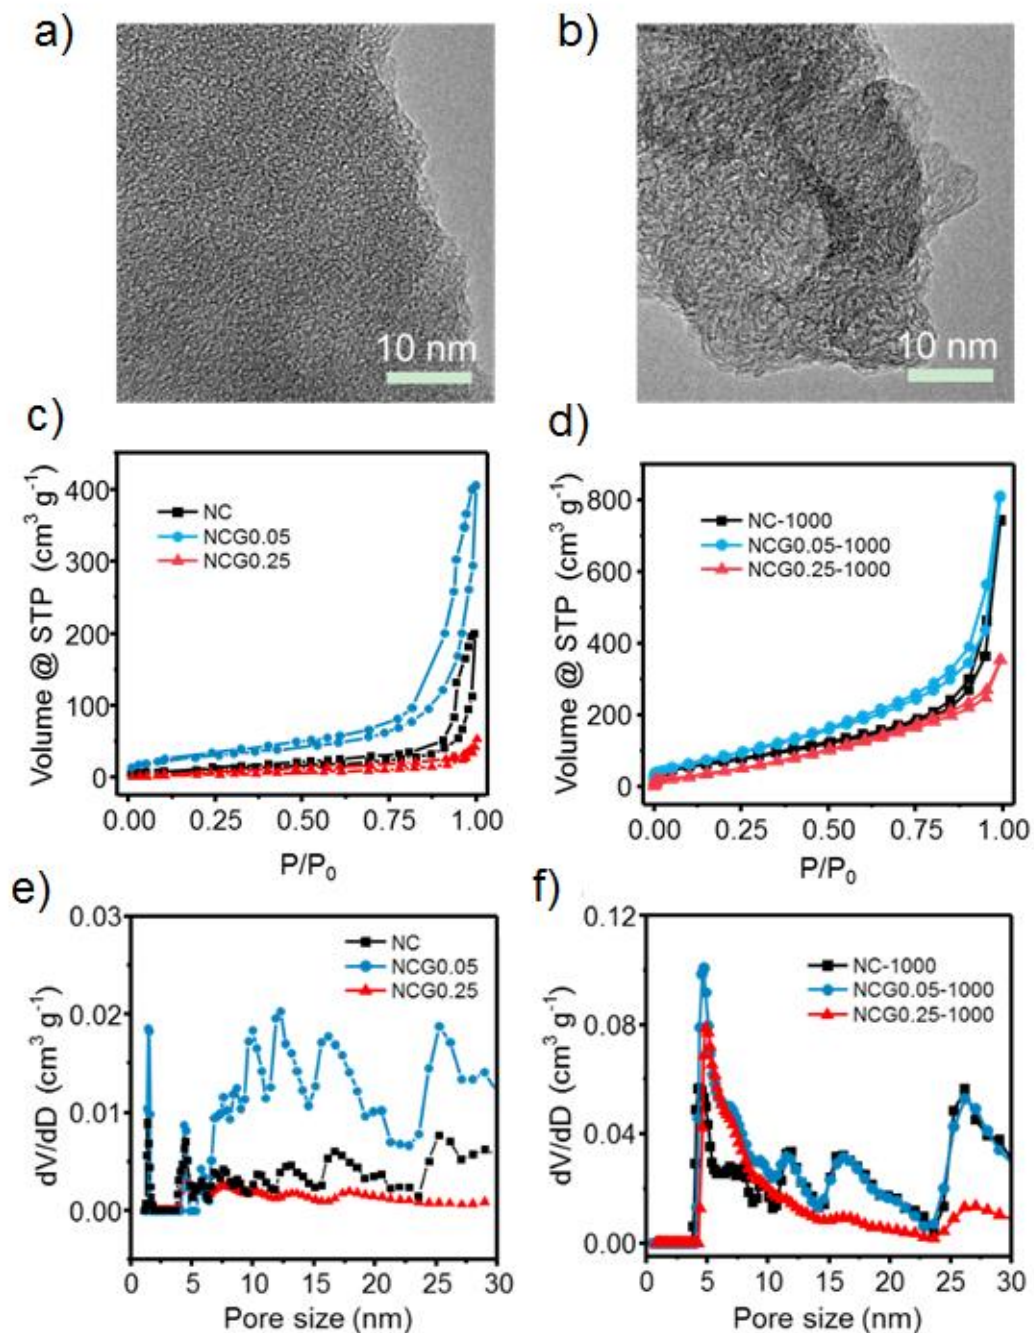 a)
b)
10 nm
10 nm
c)
d)
Volume @ STP (cm³ g⁻¹)
400
300
200
100
0
NC
NCG0.05
NCG0.25
0.00 0.25 0.50 0.75 1.00
P/P₀
Volume @ STP (cm³ g⁻¹)
800
600
400
200
0
NC-1000
NCG0.05-1000
NCG0.25-1000
0.00 0.25 0.50 0.75 1.00
P/P₀
e)
f)
dV/dD (cm³ g⁻¹)
0.03
0.02
0.01
0.00
NC
NCG0.05
NCG0.25
0 5 10 15 20 25 30
Pore size (nm)
dV/dD (cm³ g⁻¹)
0.12
0.08
0.04
0.00
NC-1000
NCG0.05-1000
NCG0.25-1000
0 5 10 15 20 25 30
Pore size (nm)